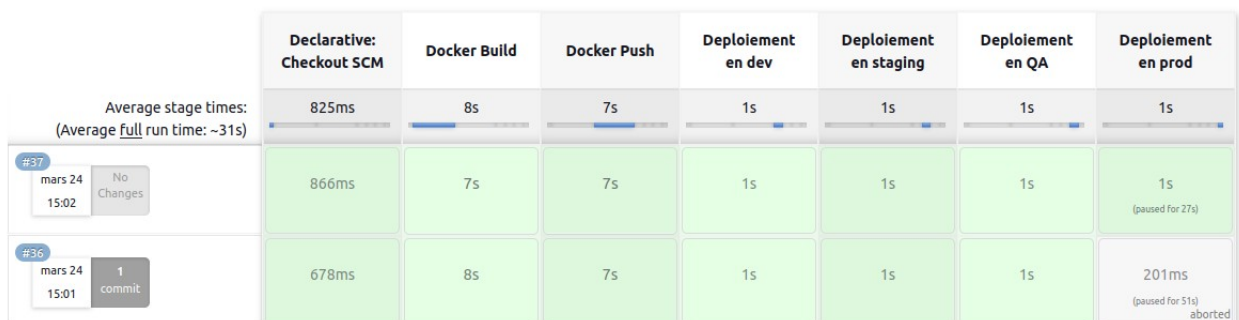 Declarative: Checkout SCM
Docker Build
Docker Push
Deploiement en dev
Deploiement en staging
Deploiement en QA
Deploiement en prod
Average stage times:
(Average full run time: ~31s)
825ms
8s
7s
1s
1s
1s
1s
#37
mars 24
15:02
No
Changes
866ms
7s
7s
1s
1s
1s
1s
(paused for 27s)
#36
mars 24
15:01
1
commit
678ms
8s
7s
1s
1s
1s
201ms
(paused for 51s)
aborted